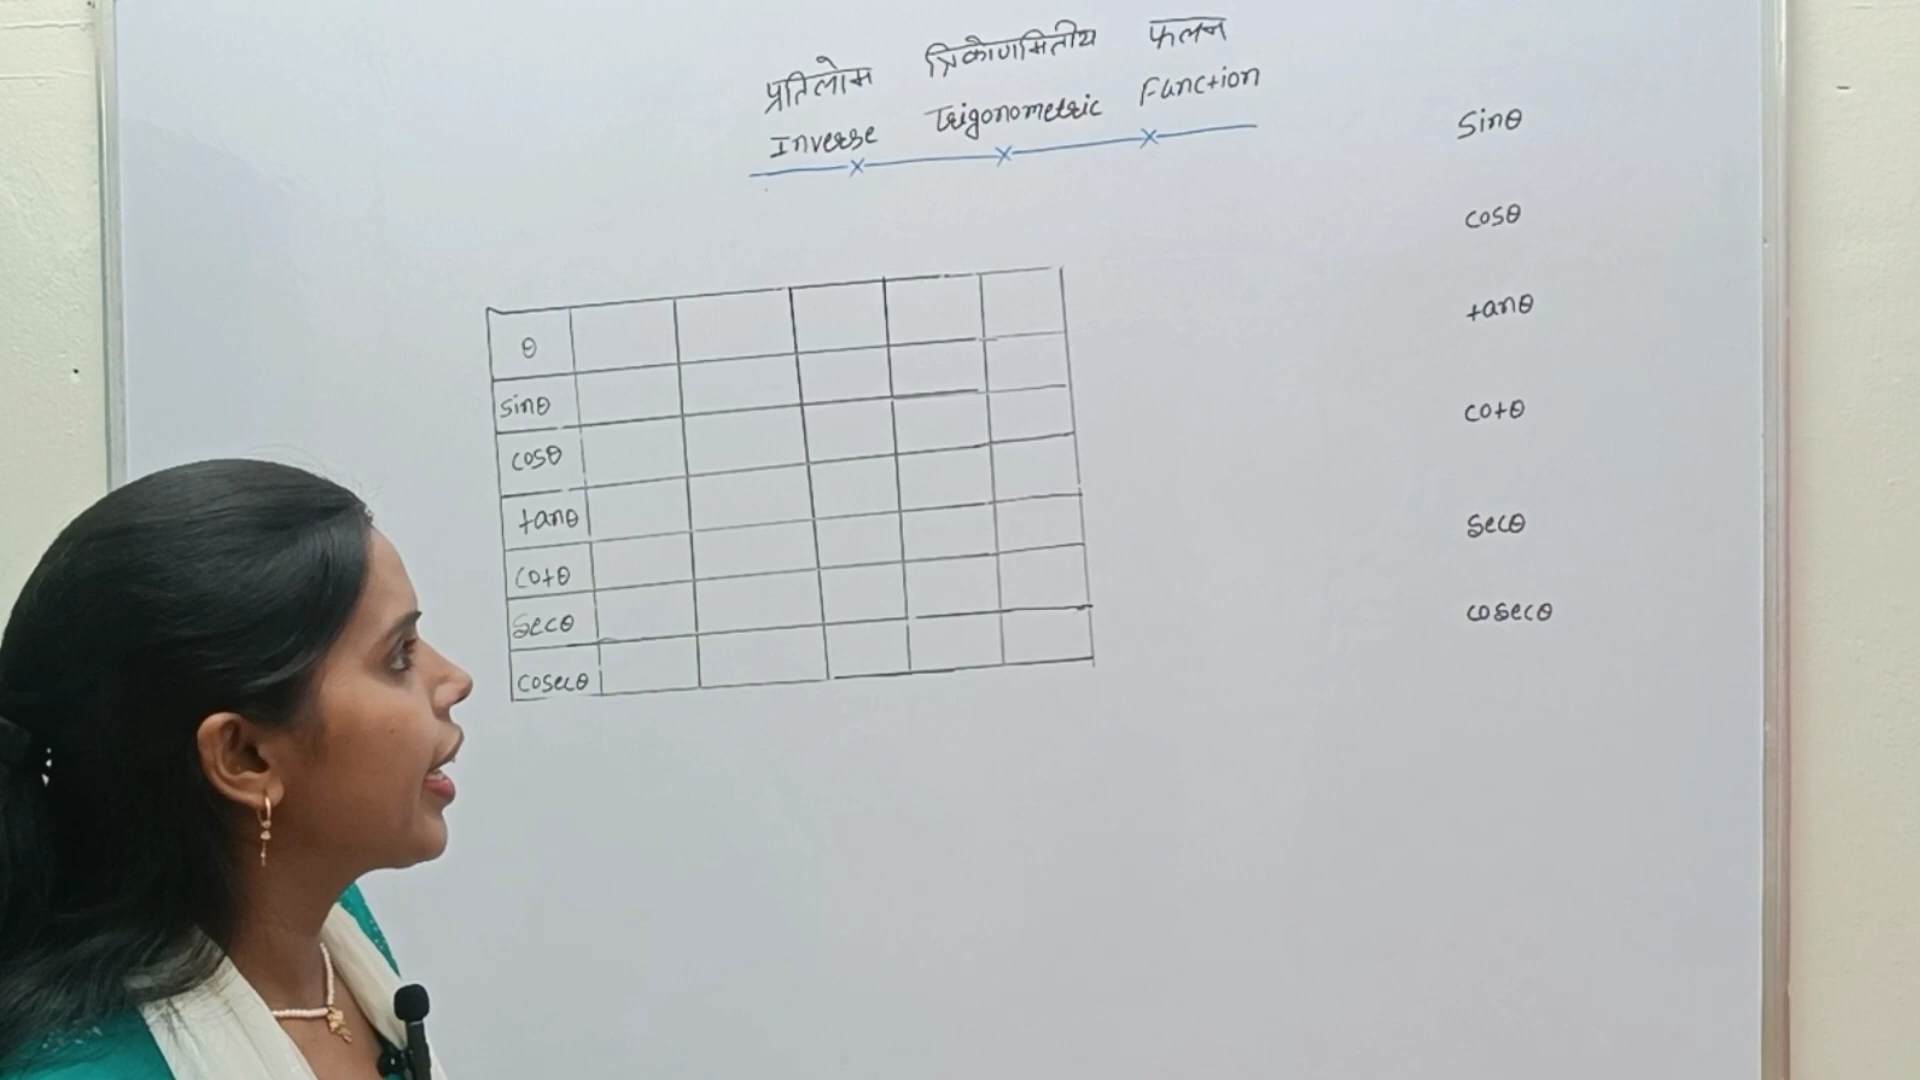 प्रतिलोम त्रिकोणमितीय फलन
Inverse Trigonometric Function
θ
sinθ
cosθ
tanθ
cotθ
secθ
cosecθ
sinθ
cosθ
tanθ
cotθ
secθ
cosecθ